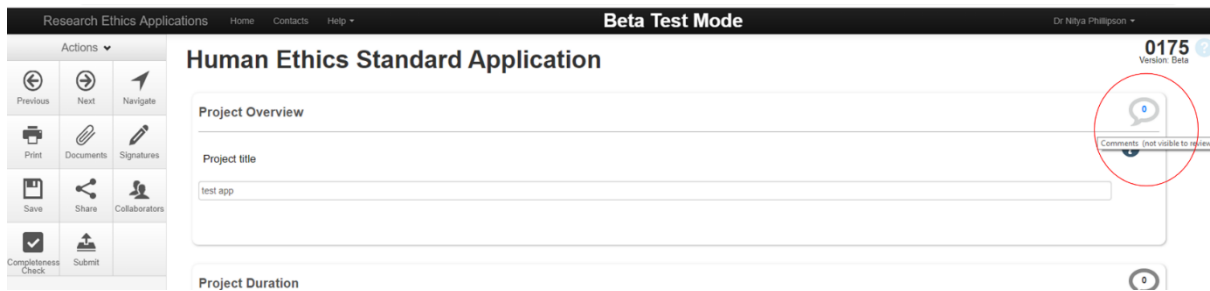 Research Ethics Applications Home Contacts Help Beta Test Mode Dr Nitya Phillipson
Actions
0175
Version: Beta
Human Ethics Standard Application
Previous Next Navigate
Project Overview
0
Comments (not visible to review
Print Documents Signatures
Project title
test app
Save Share Collaborators
Completeness Check Submit
Project Duration
0